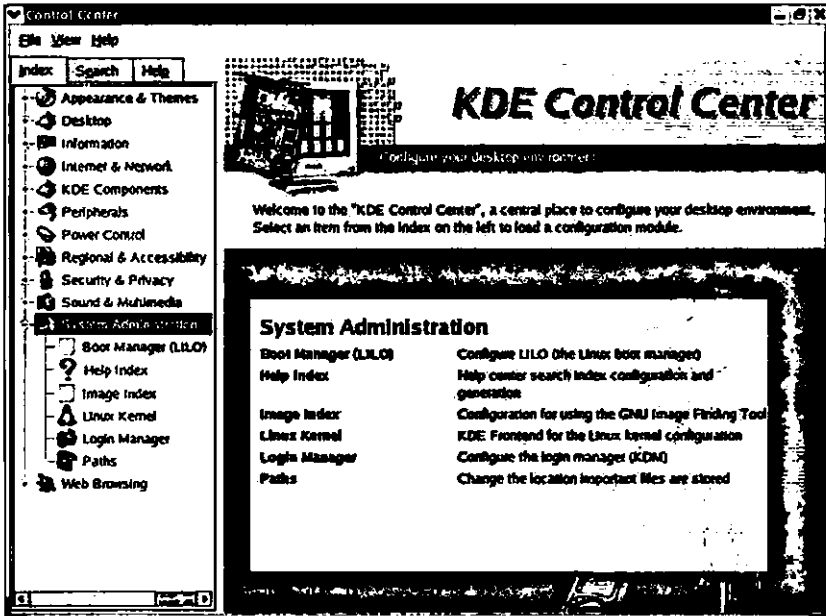 Control Center
File View Help
Index Search Help
Appearance & Themes
Desktop
Information
Internet & Network
KDE Components
Peripherals
Power Control
Regional & Accessibility
Security & Privacy
Sound & Multimedia
System Administration
Boot Manager (LILO)
Help Index
Image Index
Linux Kernel
Login Manager
Paths
Web Browsing
KDE Control Center
Configure your desktop environment
Welcome to the "KDE Control Center", a central place to configure your desktop environment.
Select an item from the index on the left to load a configuration module.
System Administration
Boot Manager (LILO) Configure LILO (the Linux boot manager)
Help Index Help center search index configuration and
generation
Image Index Configuration for using the GNU Image Finding Tool
Linux Kernel KDE Frontend for the Linux kernel configuration
Login Manager Configure the login manager (KDM)
Paths Change the location important files are stored